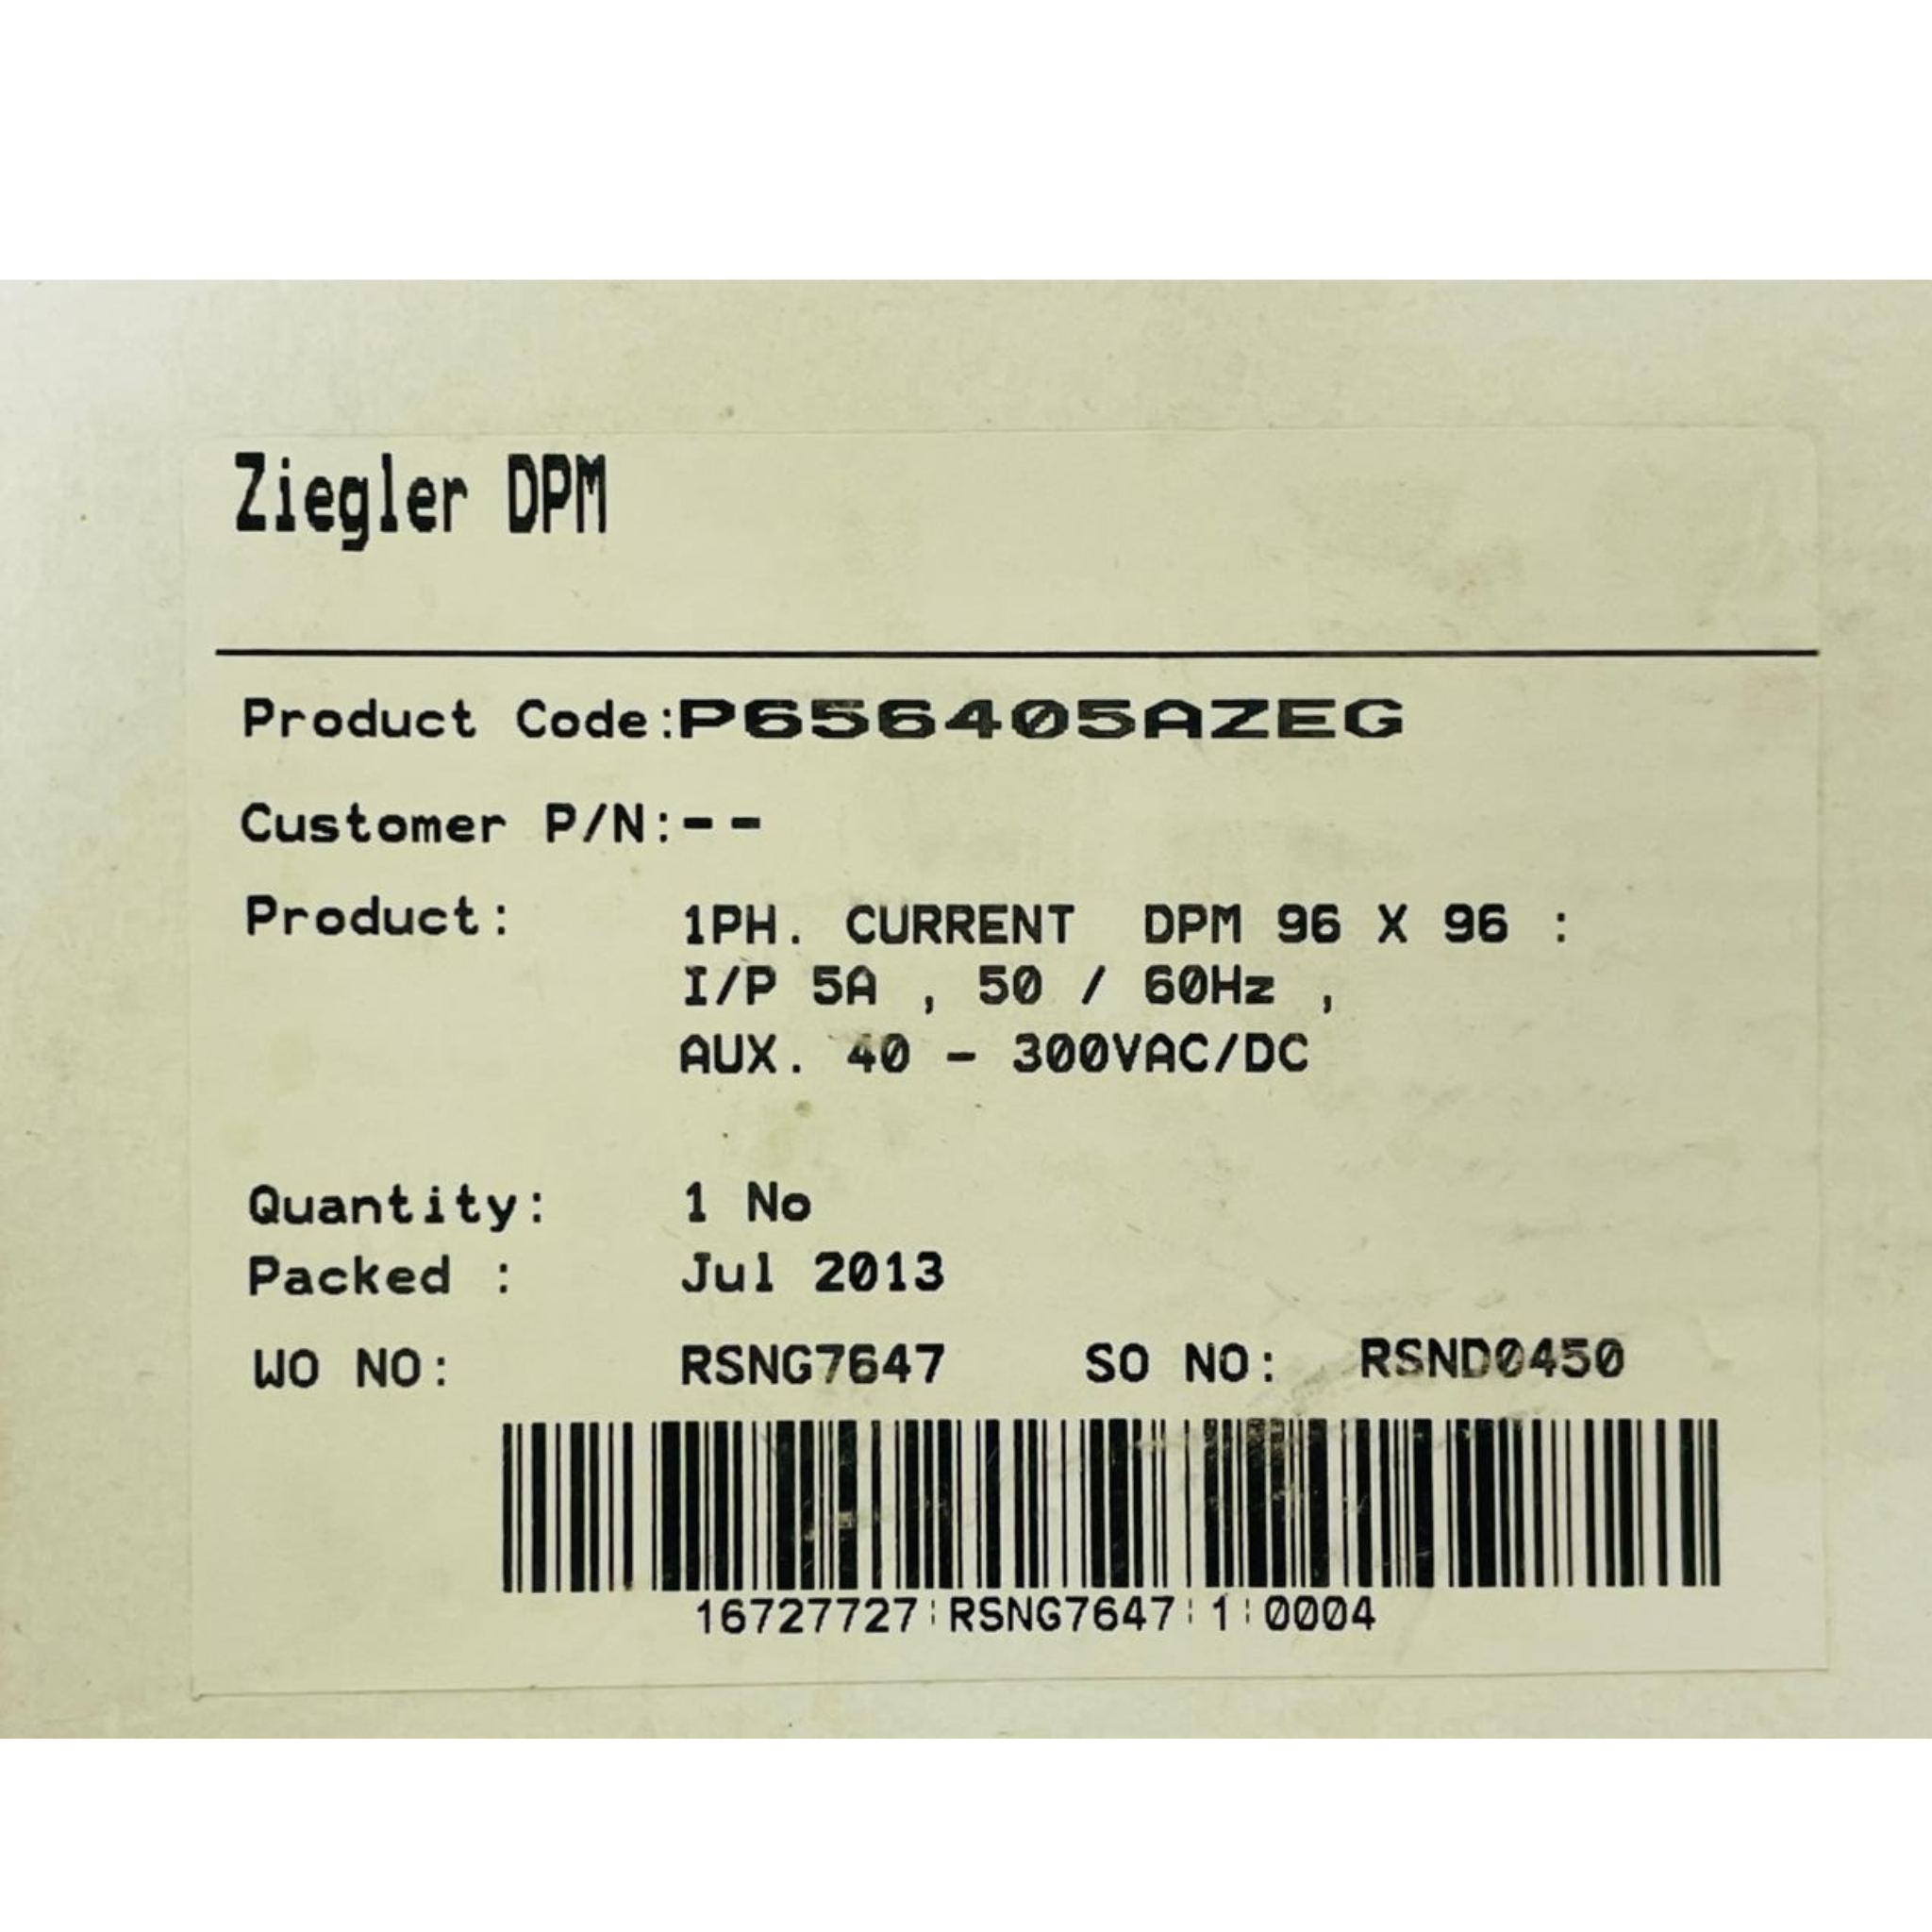 Ziegler DPM
Product Code:P656405AZEG
Customer P/N:--
Product: 1PH. CURRENT DPM 96 X 96 :
I/P 5A , 50 / 60Hz ,
AUX. 40 - 300VAC/DC
Quantity: 1 No
Packed : Jul 2013
WO NO: RSNG7647 SO NO: RSND0450
16727727¦RSNG7647¦1¦0004